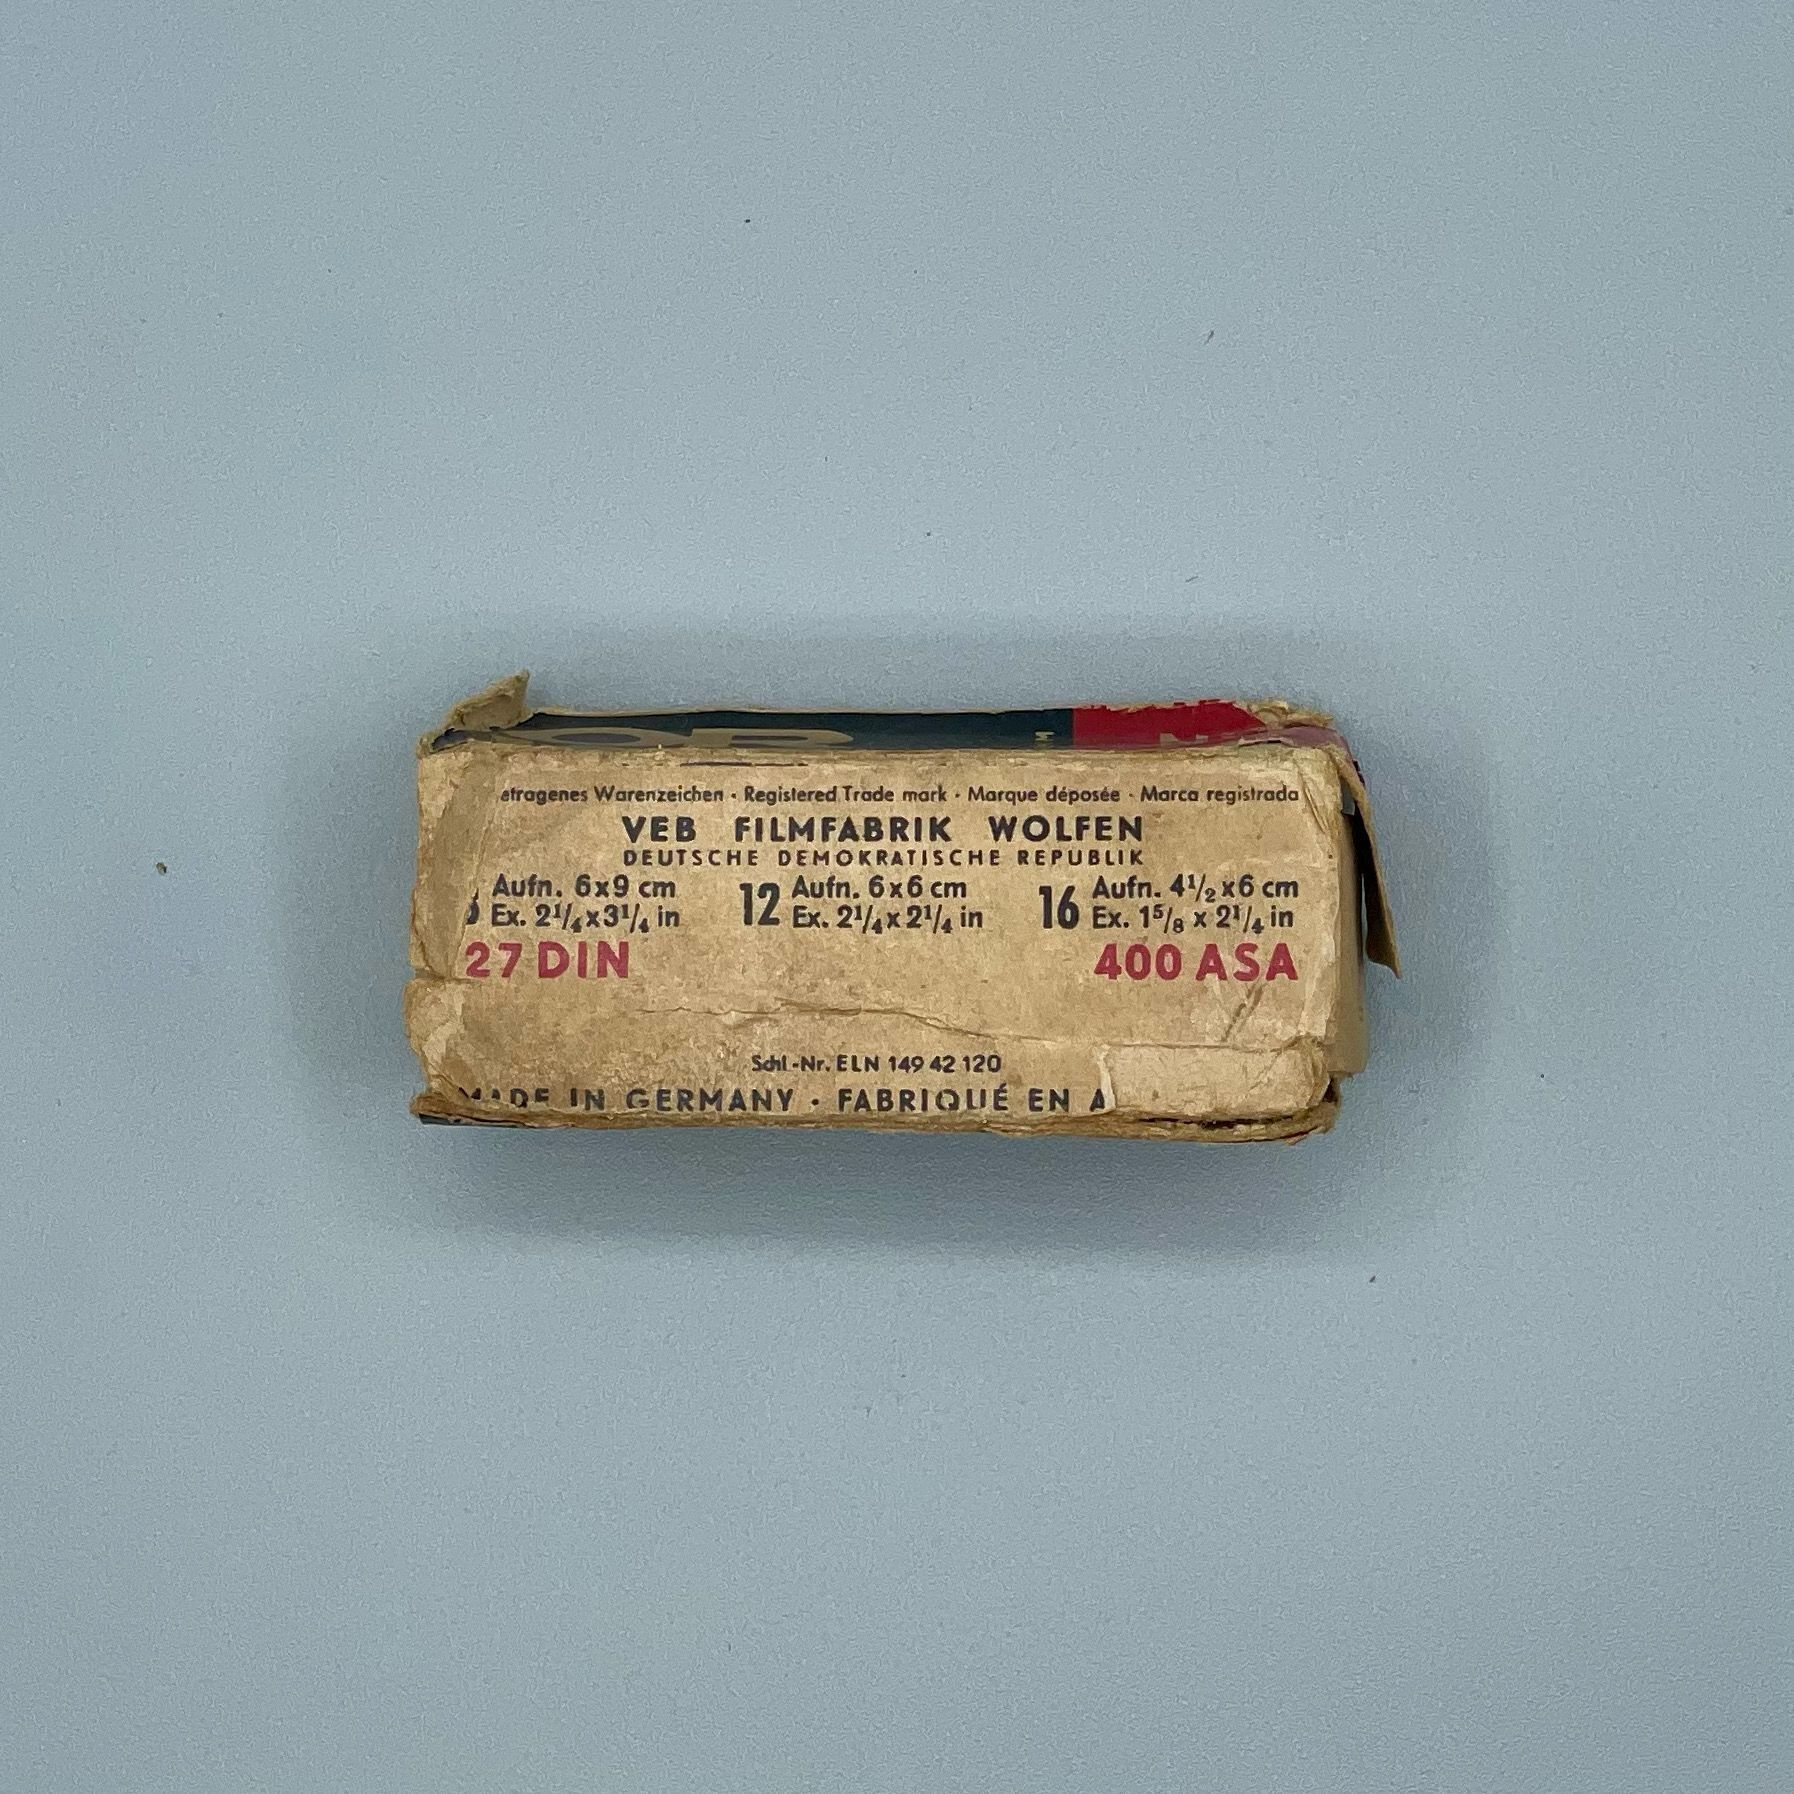 etragenes Warenzeichen · Registered Trade mark · Marque déposée · Marca registrada
VEB FILMFABRIK WOLFEN
DEUTSCHE DEMOKRATISCHE REPUBLIK
Aufn. 6x9 cm 12 Aufn. 6x6 cm 16 Aufn. 4½x6 cm
Ex. 2¼x3¼ in Ex. 2¼x2¼ in Ex. 1⅝ x 2¼ in
27 DIN 400 ASA
Schl-Nr. ELN 149 42 120
MADE IN GERMANY · FABRIQUÉ EN A